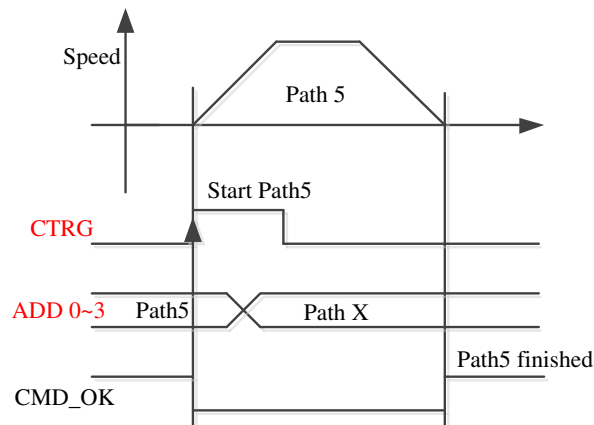 Speed
Path 5
Start Path5
CTRG
ADD 0~3
Path5
Path X
Path5 finished
CMD_OK